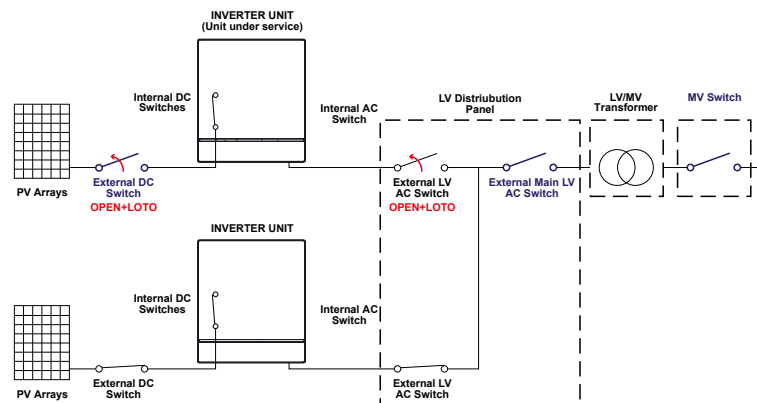 INVERTER UNIT
(Unit under service)
Internal DC
Switches
Internal AC
Switch
LV Distriubution
Panel
LV/MV
Transformer
MV Switch
PV Arrays
External DC
Switch
OPEN+LOTO
External LV
AC Switch
OPEN+LOTO
External Main LV
AC Switch
INVERTER UNIT
Internal DC
Switches
Internal AC
Switch
PV Arrays
External DC
Switch
External LV
AC Switch